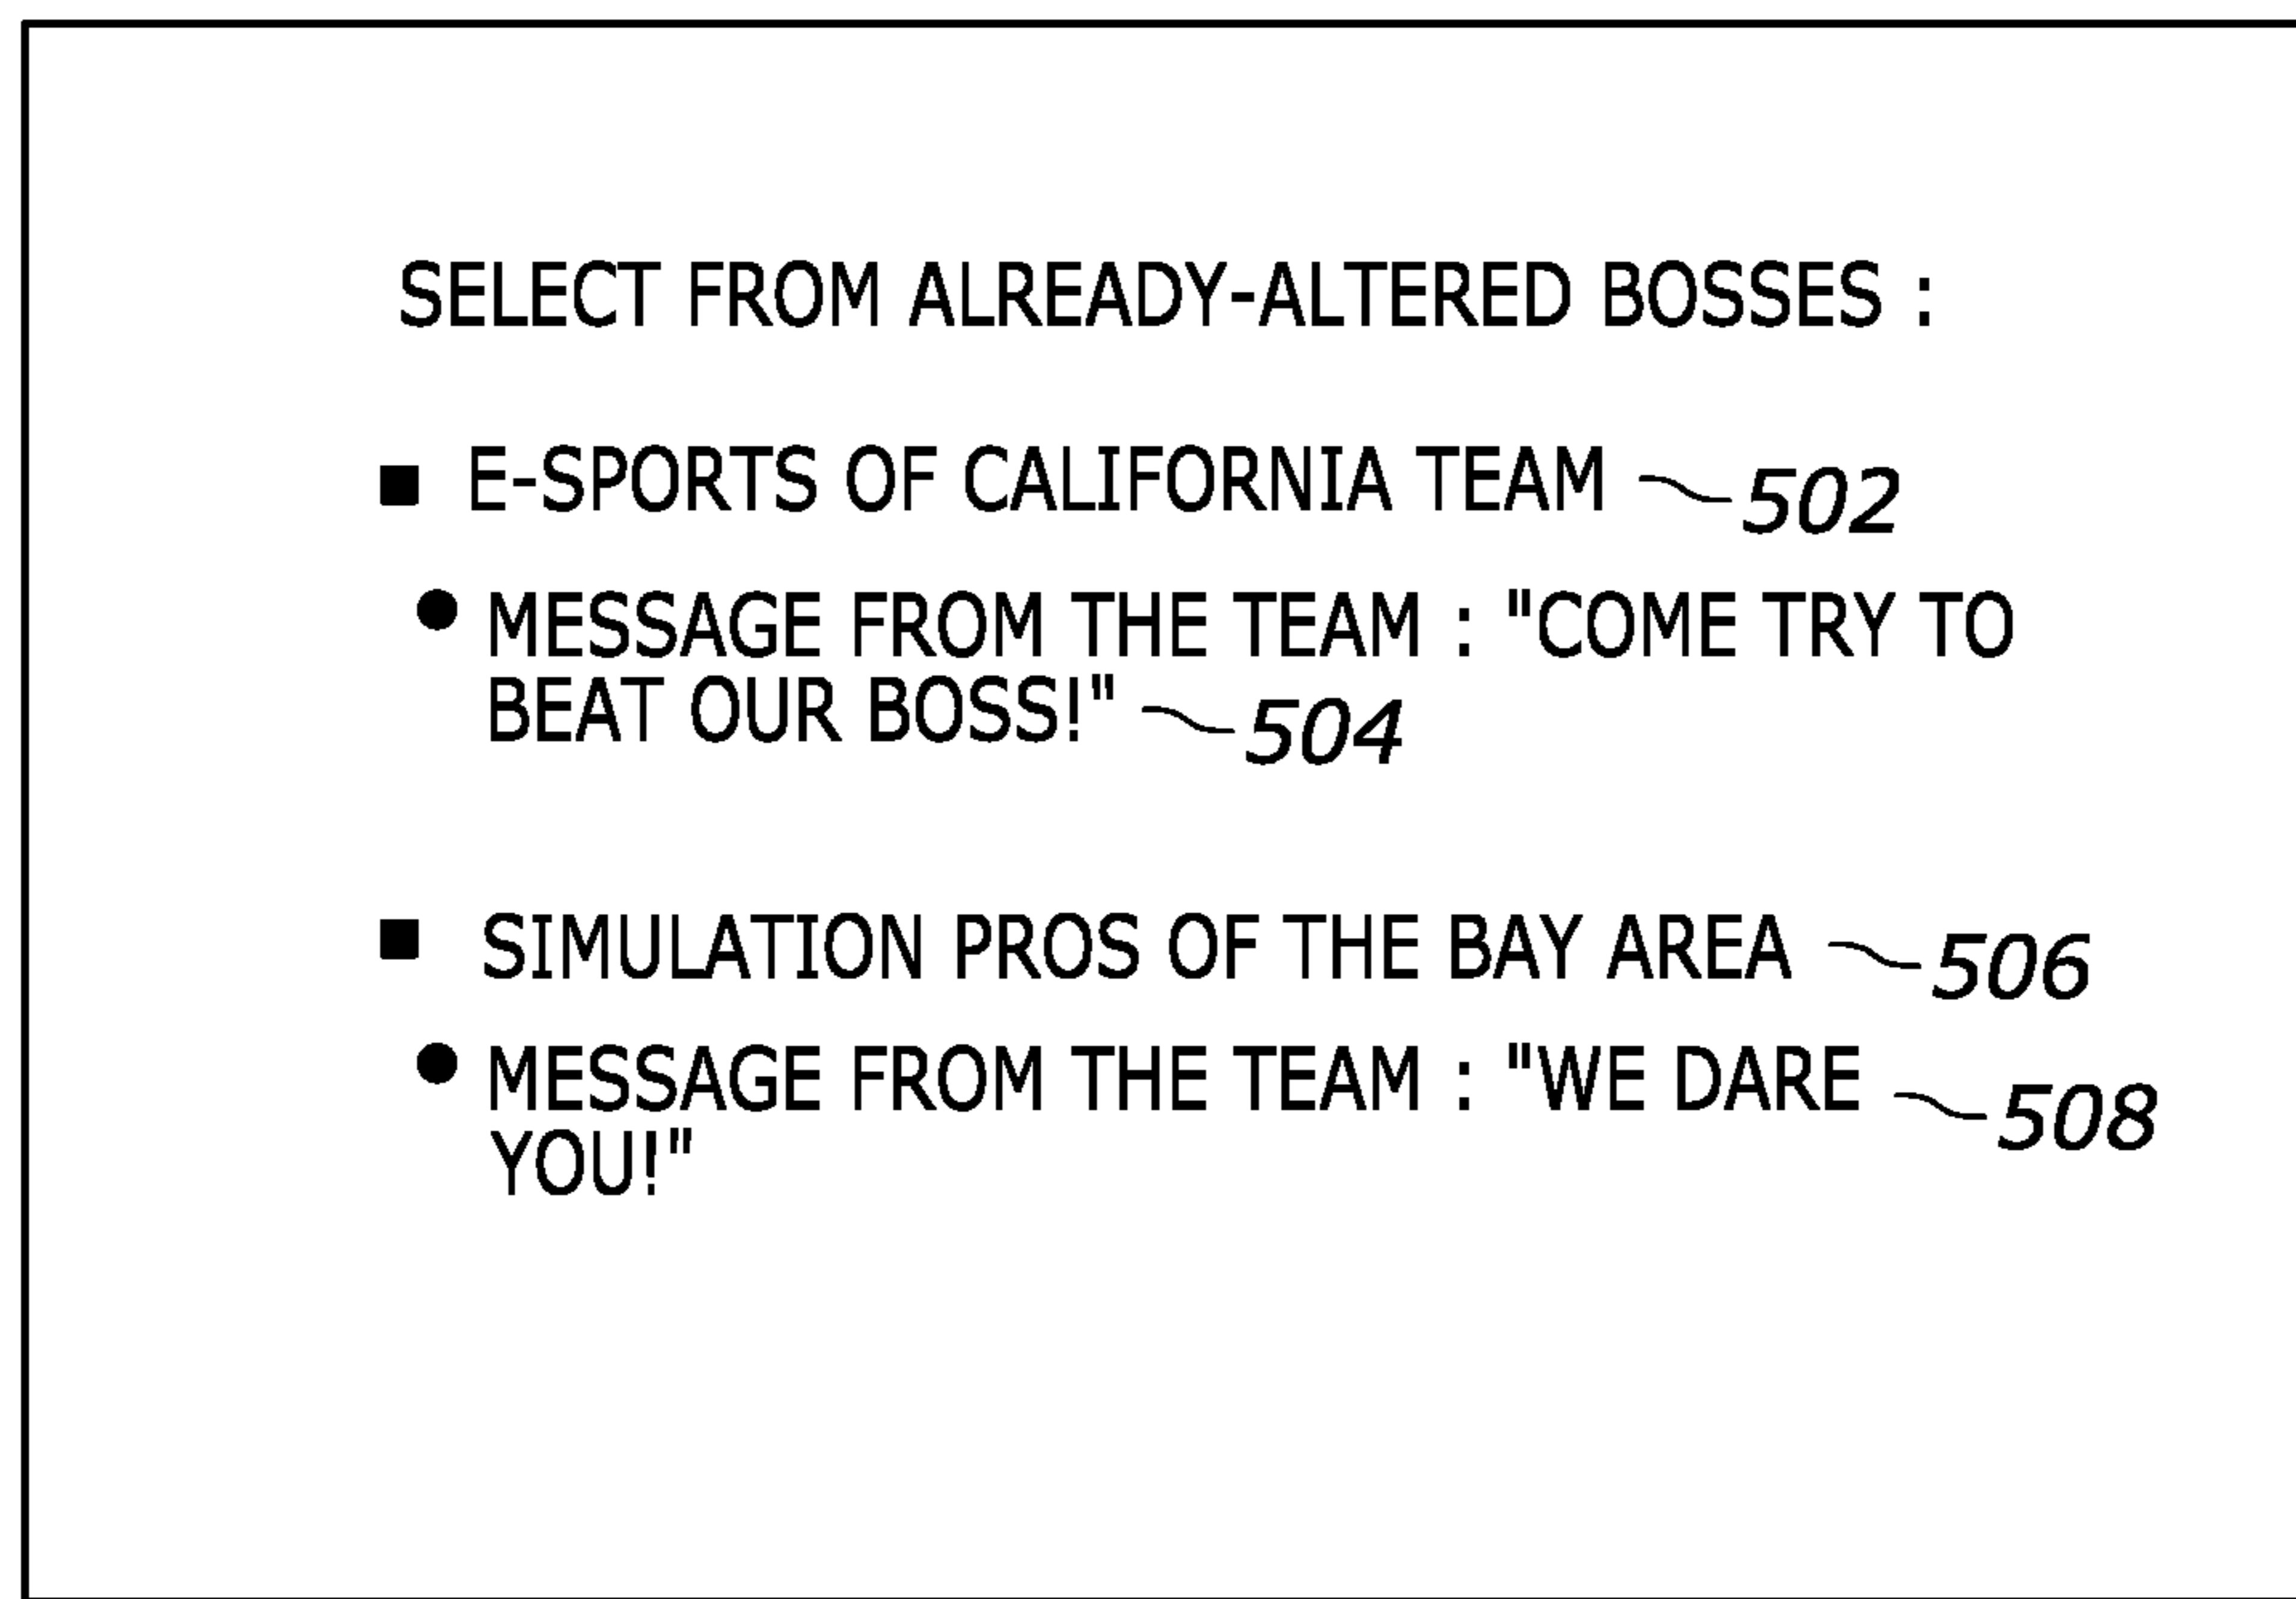 SELECT FROM ALREADY-ALTERED BOSSES :
■ E-SPORTS OF CALIFORNIA TEAM 502
● MESSAGE FROM THE TEAM : "COME TRY TO
BEAT OUR BOSS!" 504
■ SIMULATION PROS OF THE BAY AREA 506
● MESSAGE FROM THE TEAM : "WE DARE 508
YOU!"